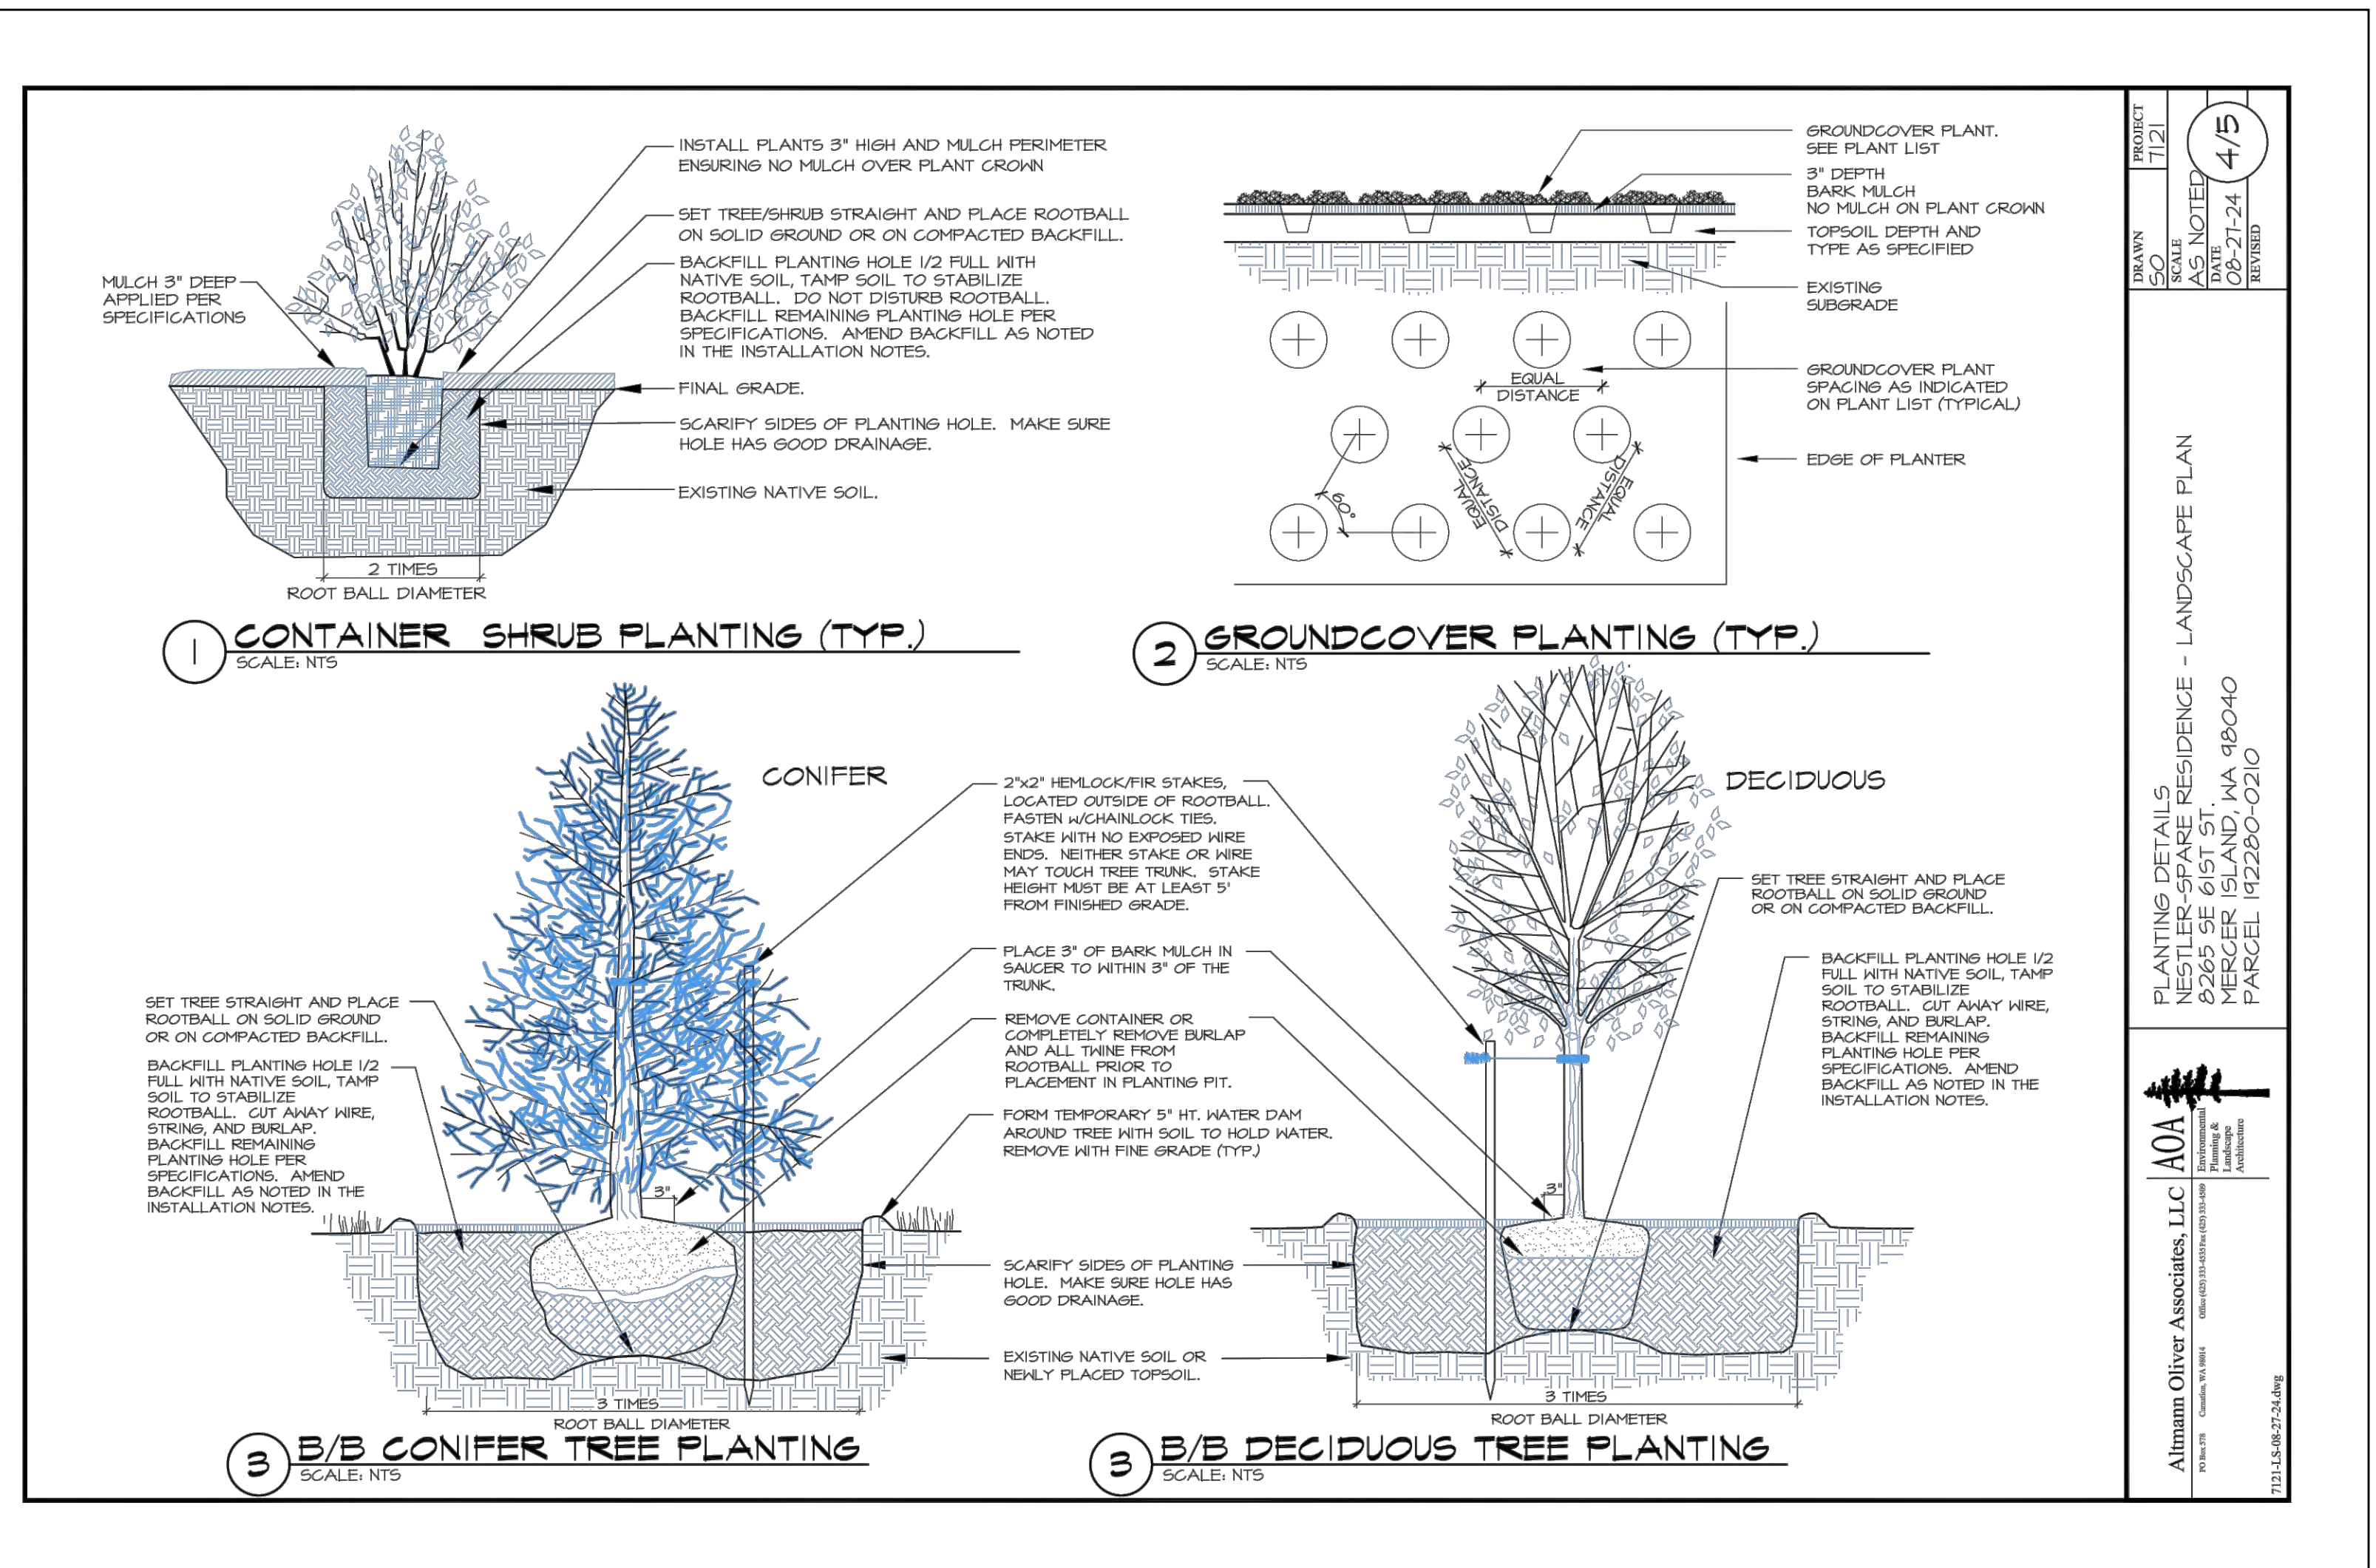 INSTALL PLANTS 3" HIGH AND MULCH PERIMETER
ENSURING NO MULCH OVER PLANT CROWN
SET TREE/SHRUB STRAIGHT AND PLACE ROOTBALL
ON SOLID GROUND OR ON COMPACTED BACKFILL.
BACKFILL PLANTING HOLE 1/2 FULL WITH
NATIVE SOIL, TAMP SOIL TO STABILIZE
ROOTBALL. DO NOT DISTURB ROOTBALL.
BACKFILL REMAINING PLANTING HOLE PER
SPECIFICATIONS. AMEND BACKFILL AS NOTED
IN THE INSTALLATION NOTES.
MULCH 3" DEEP
APPLIED PER
SPECIFICATIONS
FINAL GRADE.
SCARIFY SIDES OF PLANTING HOLE. MAKE SURE
HOLE HAS GOOD DRAINAGE.
EXISTING NATIVE SOIL.
2 TIMES
ROOT BALL DIAMETER
1
CONTAINER SHRUB PLANTING (TYP.)
SCALE: NTS
GROUNDCOVER PLANT.
SEE PLANT LIST
3" DEPTH
BARK MULCH
NO MULCH ON PLANT CROWN
TOPSOIL DEPTH AND
TYPE AS SPECIFIED
EXISTING
SUBGRADE
GROUNDCOVER PLANT
SPACING AS INDICATED
ON PLANT LIST (TYPICAL)
EQUAL
DISTANCE
EDGE OF PLANTER
60°
EQUAL
DISTANCE
EQUAL
DISTANCE
2
GROUNDCOVER PLANTING (TYP.)
SCALE: NTS
CONIFER
2"x2" HEMLOCK/FIR STAKES,
LOCATED OUTSIDE OF ROOTBALL.
FASTEN W/CHAINLOCK TIES.
STAKE WITH NO EXPOSED WIRE
ENDS. NEITHER STAKE OR WIRE
MAY TOUCH TREE TRUNK. STAKE
HEIGHT MUST BE AT LEAST 5'
FROM FINISHED GRADE.
PLACE 3" OF BARK MULCH IN
SAUCER TO WITHIN 3" OF THE
TRUNK.
REMOVE CONTAINER OR
COMPLETELY REMOVE BURLAP
AND ALL TWINE FROM
ROOTBALL PRIOR TO
PLACEMENT IN PLANTING PIT.
FORM TEMPORARY 5" HT. WATER DAM
AROUND TREE WITH SOIL TO HOLD WATER.
REMOVE WITH FINE GRADE (TYP.)
SCARIFY SIDES OF PLANTING
HOLE. MAKE SURE HOLE HAS
GOOD DRAINAGE.
EXISTING NATIVE SOIL OR
NEWLY PLACED TOPSOIL.
SET TREE STRAIGHT AND PLACE
ROOTBALL ON SOLID GROUND
OR ON COMPACTED BACKFILL.
BACKFILL PLANTING HOLE 1/2
FULL WITH NATIVE SOIL, TAMP
SOIL TO STABILIZE
ROOTBALL. CUT AWAY WIRE,
STRING, AND BURLAP.
BACKFILL REMAINING
PLANTING HOLE PER
SPECIFICATIONS. AMEND
BACKFILL AS NOTED IN THE
INSTALLATION NOTES.
3"
3 TIMES
ROOT BALL DIAMETER
3
B/B CONIFER TREE PLANTING
SCALE: NTS
DECIDUOUS
SET TREE STRAIGHT AND PLACE
ROOTBALL ON SOLID GROUND
OR ON COMPACTED BACKFILL.
BACKFILL PLANTING HOLE 1/2
FULL WITH NATIVE SOIL, TAMP
SOIL TO STABILIZE
ROOTBALL. CUT AWAY WIRE,
STRING, AND BURLAP.
BACKFILL REMAINING
PLANTING HOLE PER
SPECIFICATIONS. AMEND
BACKFILL AS NOTED IN THE
INSTALLATION NOTES.
3"
3 TIMES
ROOT BALL DIAMETER
3
B/B DECIDUOUS TREE PLANTING
SCALE: NTS
PROJECT
7121
DRAWN
SO
SCALE
AS NOTED
DATE
08-27-24
REVISED
4/5
PLANTING DETAILS
NESTLER-SPARE RESIDENCE - LANDSCAPE PLAN
8265 SE 61ST ST.
MERCER ISLAND, WA 98040
PARCEL 192280-0210
AOA
Environmental
Planning &
Landscape
Architecture
Altmann Oliver Associates, LLC
PO Box 578 Carnation, WA 98014 Office (425) 333-4535 Fax (425) 333-4509
7121-LS-08-27-24.dwg